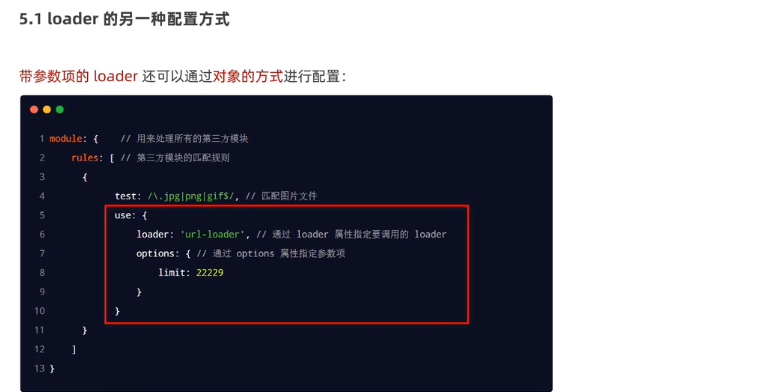 5.1 loader 的另一种配置方式
带参数项的 loader 还可以通过对象的方式进行配置：
1 module: {    // 用来处理所有的第三方模块
2     rules: [ // 第三方模块的匹配规则
3       {
4             test: /\.jpg|png|gif$/, // 匹配图片文件
5             use: {
6                 loader: 'url-loader', // 通过 loader 属性指定要调用的 loader
7                 options: { // 通过 options 属性指定参数项
8                     limit: 22229
9                 }
10             }
11       }
12     ]
13 }